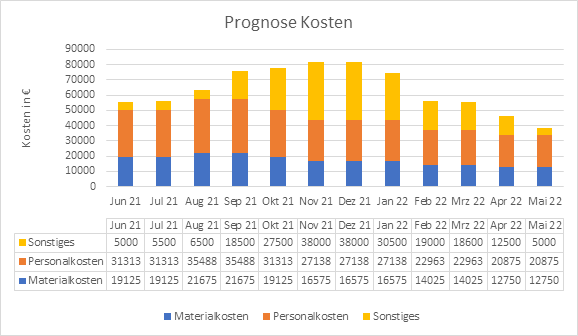 Prognose Kosten
Kosten in €
90000
80000
70000
60000
50000
40000
30000
20000
10000
0
Jun 21 Jul 21 Aug 21 Sep 21 Okt 21 Nov 21 Dez 21 Jan 22 Feb 22 Mrz 22 Apr 22 Mai 22
Jun 21 Jul 21 Aug 21 Sep 21 Okt 21 Nov 21 Dez 21 Jan 22 Feb 22 Mrz 22 Apr 22 Mai 22
Sonstiges 5000 5500 6500 18500 27500 38000 38000 30500 19000 18600 12500 5000
Personalkosten 31313 31313 35488 35488 31313 27138 27138 27138 22963 22963 20875 20875
Materialkosten 19125 19125 21675 21675 19125 16575 16575 16575 14025 14025 12750 12750
Materialkosten Personalkosten Sonstiges